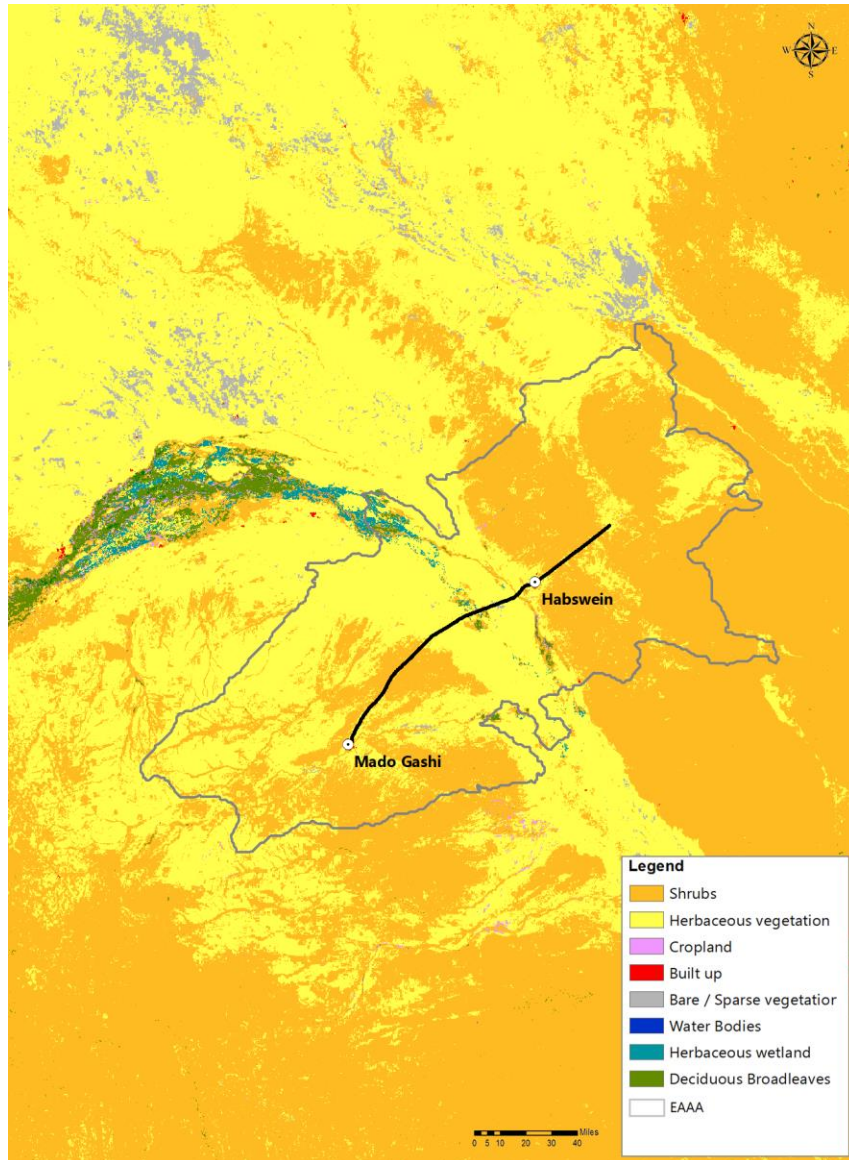 N
W E
S
Habswein
Mado Gashi
Legend
Shrubs
Herbaceous vegetation
Cropland
Built up
Bare / Sparse vegetation
Water Bodies
Herbaceous wetland
Deciduous Broadleaves
EAAA
Miles
0 5 10 20 30 40